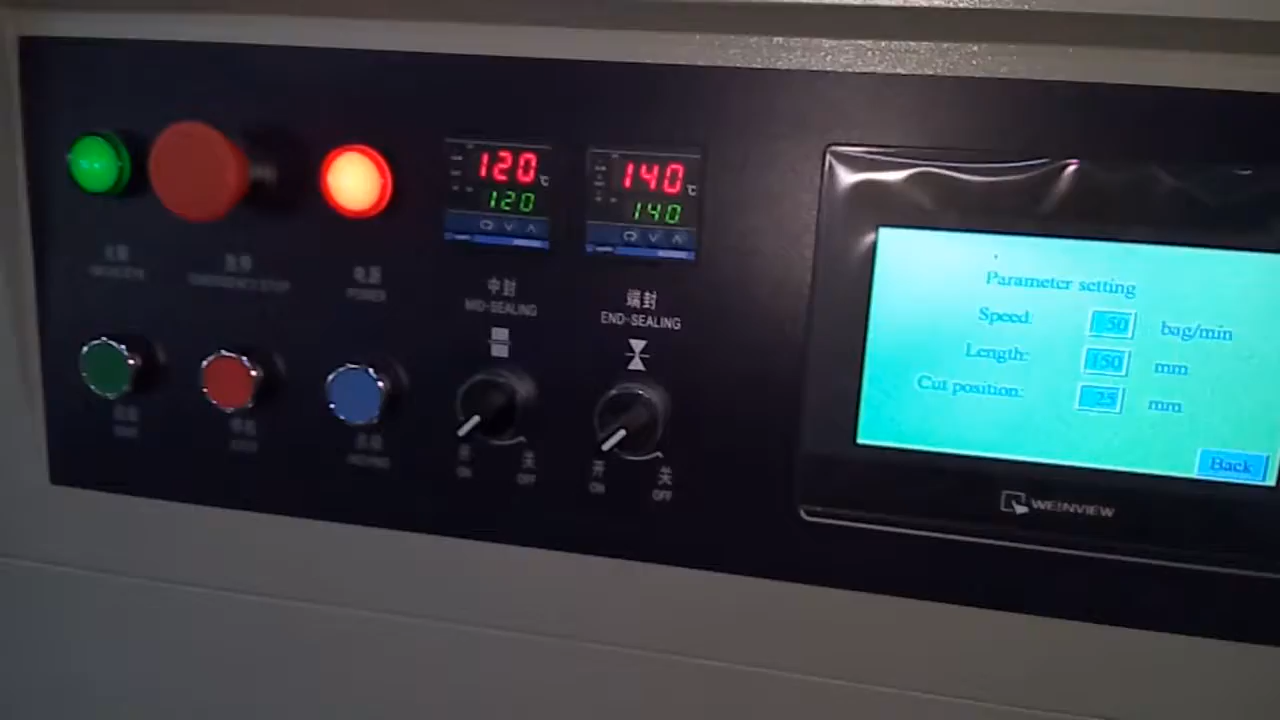 120 ℃
120
140 ℃
140
急停
EMERGENCY STOP
电源
POWER
中封
MID-SEALING
端封
END-SEALING
开
ON
关
OFF
开
ON
关
OFF
Parameter setting
Speed: 50 bag/min
Length: 150 mm
Cut position: 25 mm
Back
WEINVIEW